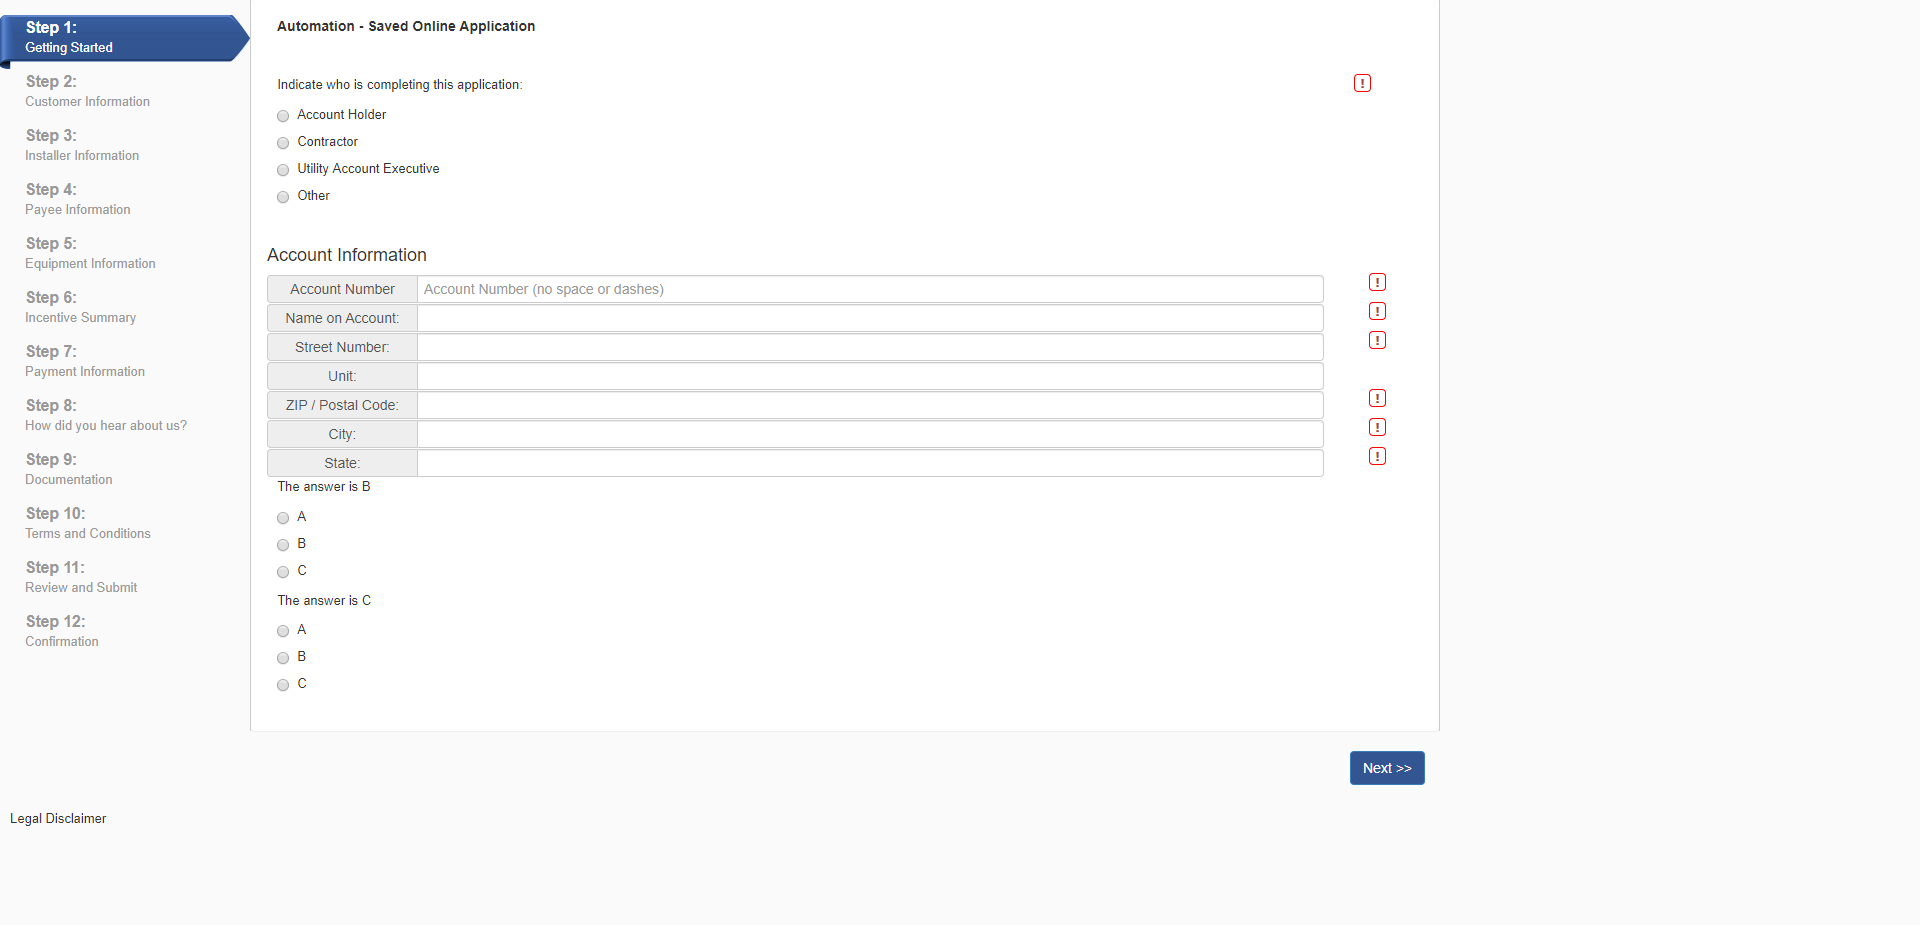 Step 1:
Getting Started
Step 2:
Customer Information
Step 3:
Installer Information
Step 4:
Payee Information
Step 5:
Equipment Information
Step 6:
Incentive Summary
Step 7:
Payment Information
Step 8:
How did you hear about us?
Step 9:
Documentation
Step 10:
Terms and Conditions
Step 11:
Review and Submit
Step 12:
Confirmation
Automation - Saved Online Application
Indicate who is completing this application: !
Account Holder
Contractor
Utility Account Executive
Other
Account Information
Account Number Account Number (no space or dashes) !
Name on Account: !
Street Number: !
Unit:
ZIP / Postal Code: !
City: !
State: !
The answer is B
A
B
C
The answer is C
A
B
C
Next >>
Legal Disclaimer